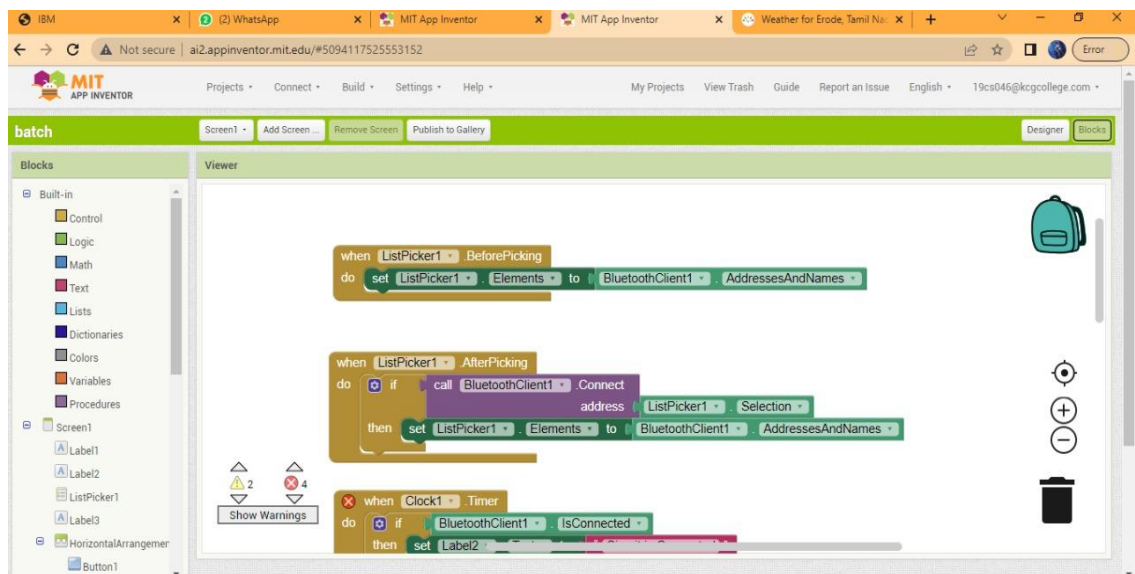 IBM
(2) WhatsApp
MIT App Inventor
MIT App Inventor
Weather for Erode, Tamil Na
Not secure | ai2.appinventor.mit.edu/#5094117525553152
Error
MIT
APP INVENTOR
Projects
Connect
Build
Settings
Help
My Projects
View Trash
Guide
Report an Issue
English
19cs046@kcgcollege.com
batch
Screen1
Add Screen ...
Remove Screen
Publish to Gallery
Designer
Blocks
Blocks
Viewer
Built-in
Control
Logic
Math
Text
Lists
Dictionaries
Colors
Variables
Procedures
Screen1
Label1
Label2
ListPicker1
Label3
HorizontalArrangemer
Button1
when ListPicker1 .BeforePicking
do set ListPicker1 . Elements to BluetoothClient1 . AddressesAndNames
when ListPicker1 .AfterPicking
do if call BluetoothClient1 .Connect
address ListPicker1 . Selection
then set ListPicker1 . Elements to BluetoothClient1 . AddressesAndNames
2
4
Show Warnings
when Clock1 .Timer
do if BluetoothClient1 . IsConnected
then set Label2